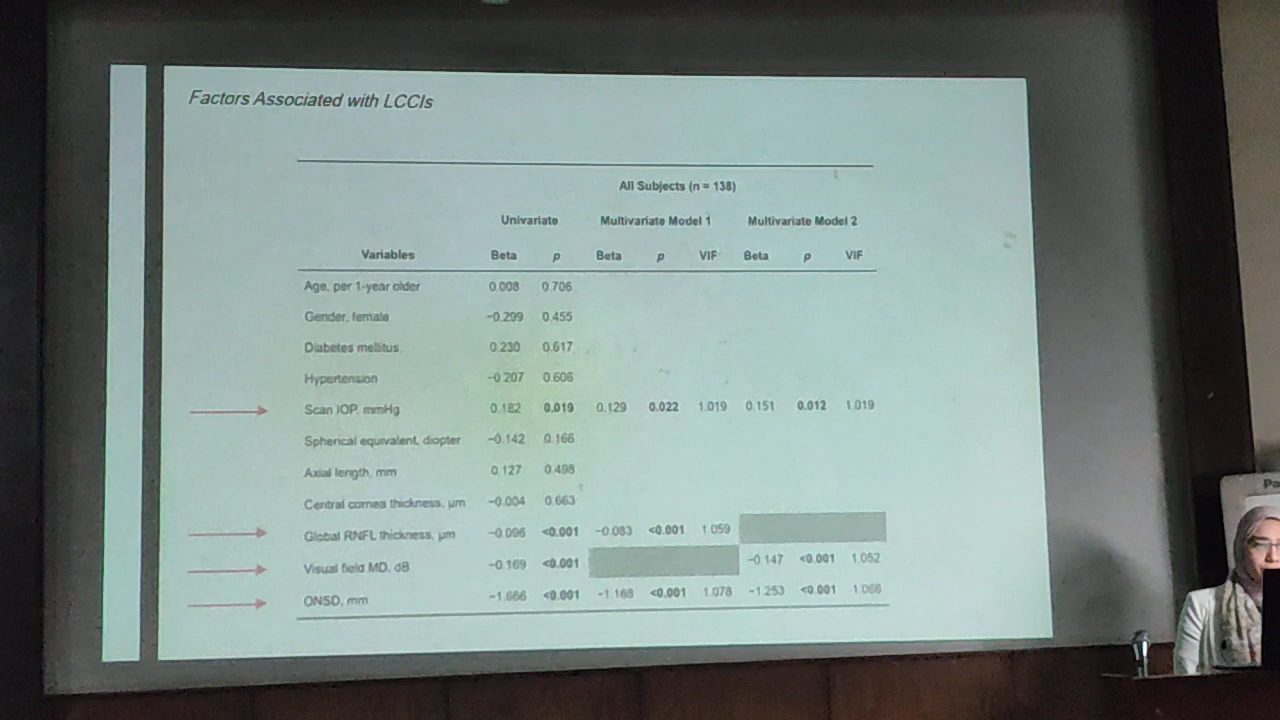 Factors Associated with LCCIs
All Subjects (n = 138)
Univariate Multivariate Model 1 Multivariate Model 2
Variables Beta p Beta p VIF Beta p VIF
Age, per 1-year older 0.008 0.706
Gender, female −0.299 0.455
Diabetes mellitus 0.230 0.617
Hypertension −0.207 0.606
Scan IOP, mmHg 0.182 0.019 0.129 0.022 1.019 0.151 0.012 1.019
Spherical equivalent, diopter −0.142 0.166
Axial length, mm 0.127 0.498
Central cornea thickness, μm −0.004 0.663
Global RNFL thickness, μm −0.096 <0.001 −0.083 <0.001 1.059
Visual field MD, dB −0.169 <0.001 −0.147 <0.001 1.052
ONSD, mm <0.001 <0.001 1.078 −1.253 <0.001